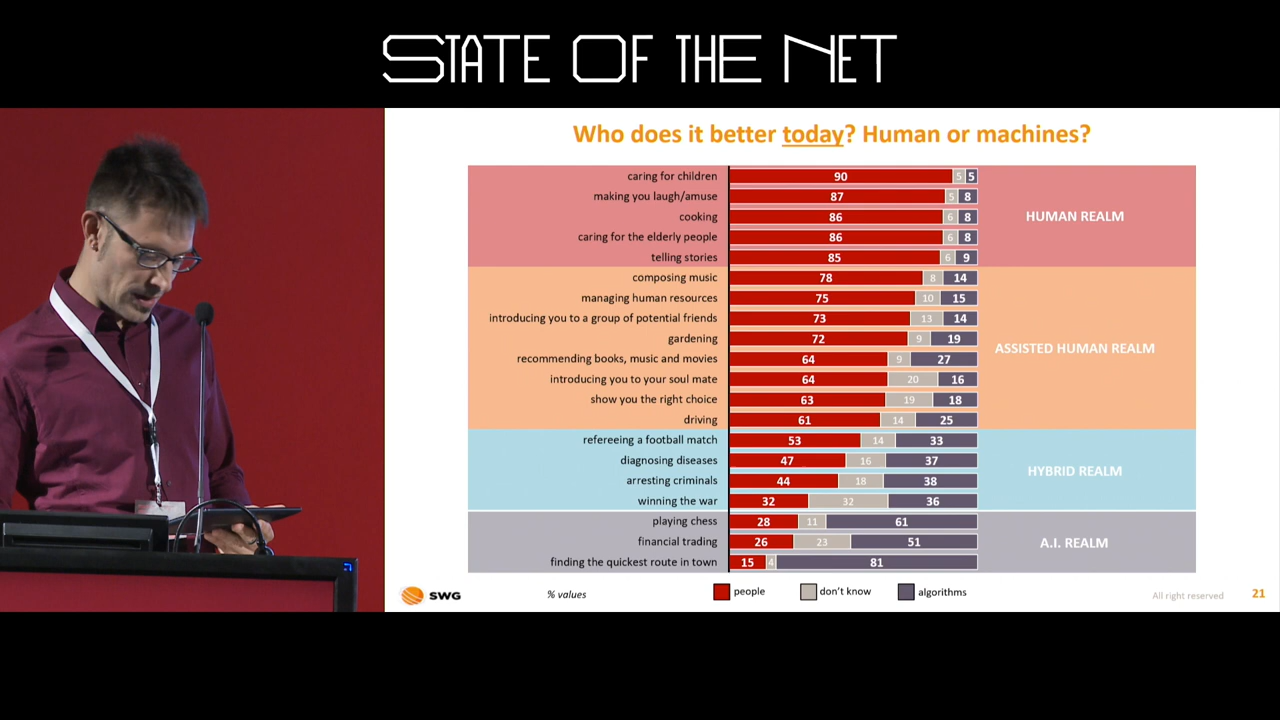 STATE OF THE NET
Who does it better today? Human or machines?
caring for children 90 5 5
making you laugh/amuse 87 5 8
cooking 86 6 8
caring for the elderly people 86 6 8
telling stories 85 6 9
HUMAN REALM
composing music 78 8 14
managing human resources 75 10 15
introducing you to a group of potential friends 73 13 14
gardening 72 9 19
recommending books, music and movies 64 9 27
introducing you to your soul mate 64 20 16
show you the right choice 63 19 18
driving 61 14 25
ASSISTED HUMAN REALM
refereeing a football match 53 14 33
diagnosing diseases 47 16 37
arresting criminals 44 18 38
winning the war 32 32 36
HYBRID REALM
playing chess 28 11 61
financial trading 26 23 51
finding the quickest route in town 15 4 81
A.I. REALM
SWG
% values
people don't know algorithms
All right reserved 21